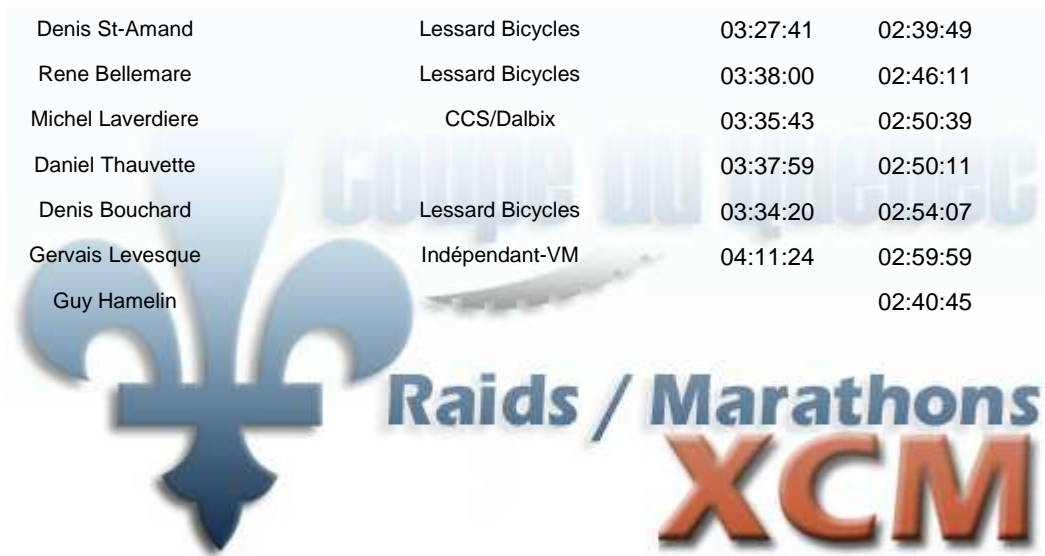 Denis St-Amand Lessard Bicycles 03:27:41 02:39:49
Rene Bellemare Lessard Bicycles 03:38:00 02:46:11
Michel Laverdiere CCS/Dalbix 03:35:43 02:50:39
Daniel Thauvette 03:37:59 02:50:11
Denis Bouchard Lessard Bicycles 03:34:20 02:54:07
Gervais Levesque Indépendant-VM 04:11:24 02:59:59
Guy Hamelin 02:40:45
coupe du québec
Raids / Marathons
XCM